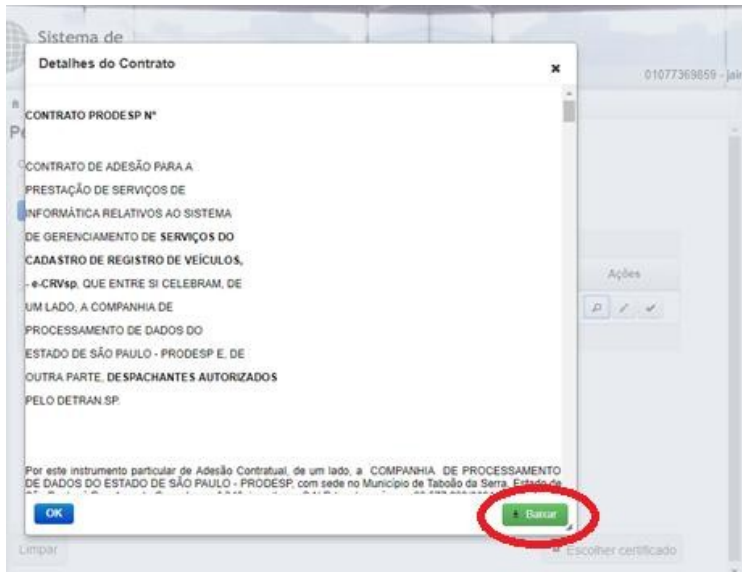 Sistema de
Detalhes do Contrato
01077369859 - jair
CONTRATO PRODESP Nº
CONTRATO DE ADESÃO PARA A
PRESTAÇÃO DE SERVIÇOS DE
INFORMÁTICA RELATIVOS AO SISTEMA
DE GERENCIAMENTO DE SERVIÇOS DO
CADASTRO DE REGISTRO DE VEÍCULOS,
- e-CRVsp, QUE ENTRE SI CELEBRAM, DE
UM LADO, A COMPANHIA DE
PROCESSAMENTO DE DADOS DO
ESTADO DE SÃO PAULO - PRODESP E, DE
OUTRA PARTE, DESPACHANTES AUTORIZADOS
PELO DETRAN.SP.
Ações
Por este instrumento particular de Adesão Contratual, de um lado, a COMPANHIA DE PROCESSAMENTO
DE DADOS DO ESTADO DE SÃO PAULO - PRODESP, com sede no Município de Taboão da Serra, Estado de
OK
Baixar
Limpar
Escolher certificado